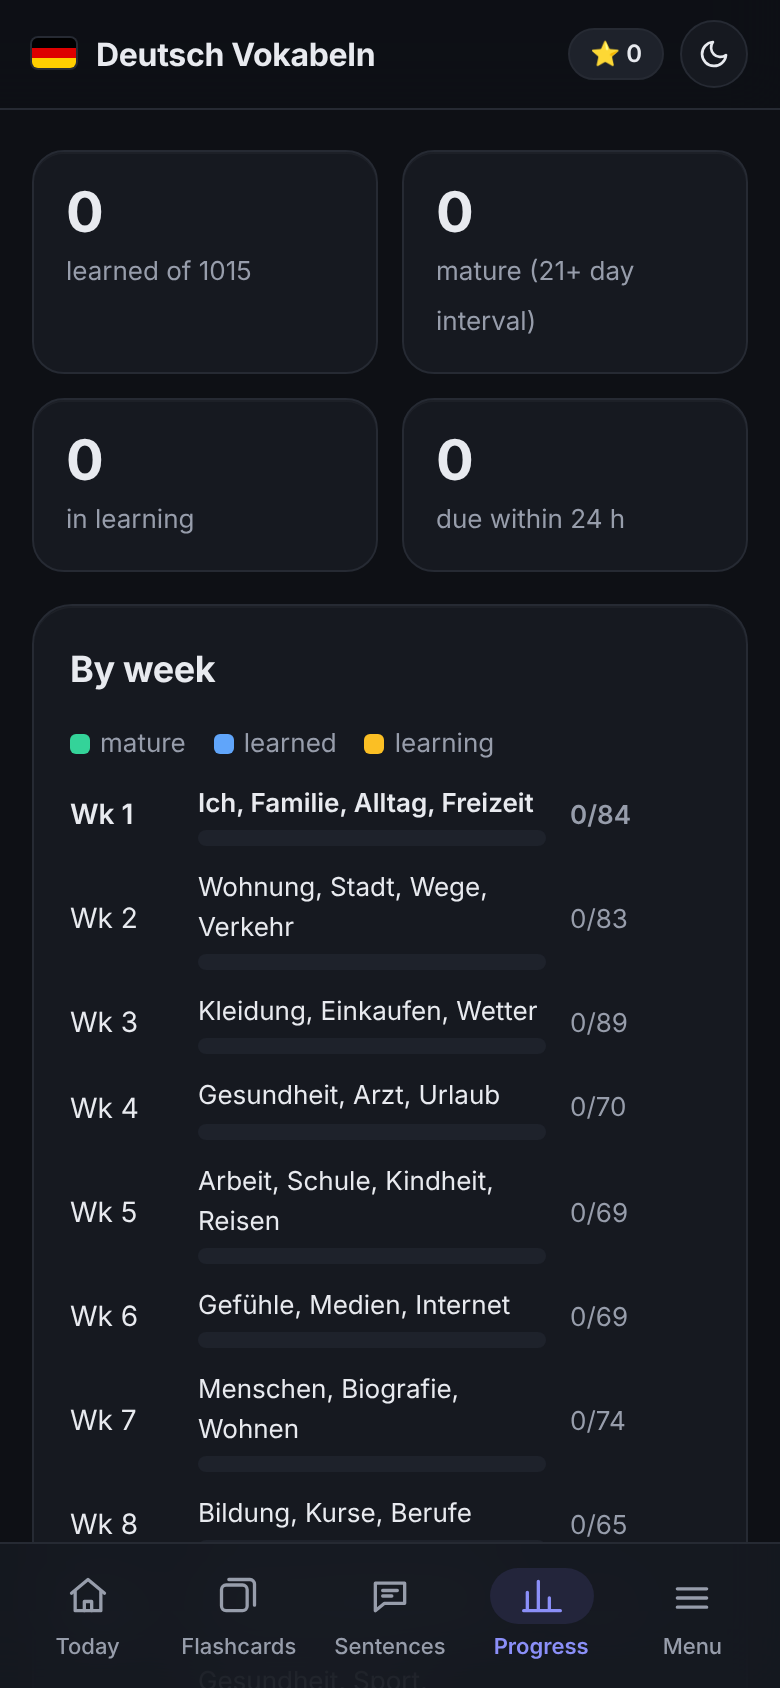 Deutsch Vokabeln
⭐ 0
0
learned of 1015
0
mature (21+ day
interval)
0
in learning
0
due within 24 h
By week
mature learned learning
Wk 1 Ich, Familie, Alltag, Freizeit 0/84
Wk 2 Wohnung, Stadt, Wege,
Verkehr 0/83
Wk 3 Kleidung, Einkaufen, Wetter 0/89
Wk 4 Gesundheit, Arzt, Urlaub 0/70
Wk 5 Arbeit, Schule, Kindheit,
Reisen 0/69
Wk 6 Gefühle, Medien, Internet 0/69
Wk 7 Menschen, Biografie,
Wohnen 0/74
Wk 8 Bildung, Kurse, Berufe 0/65
Today Flashcards Sentences Progress Menu
Gesundheit, Sport